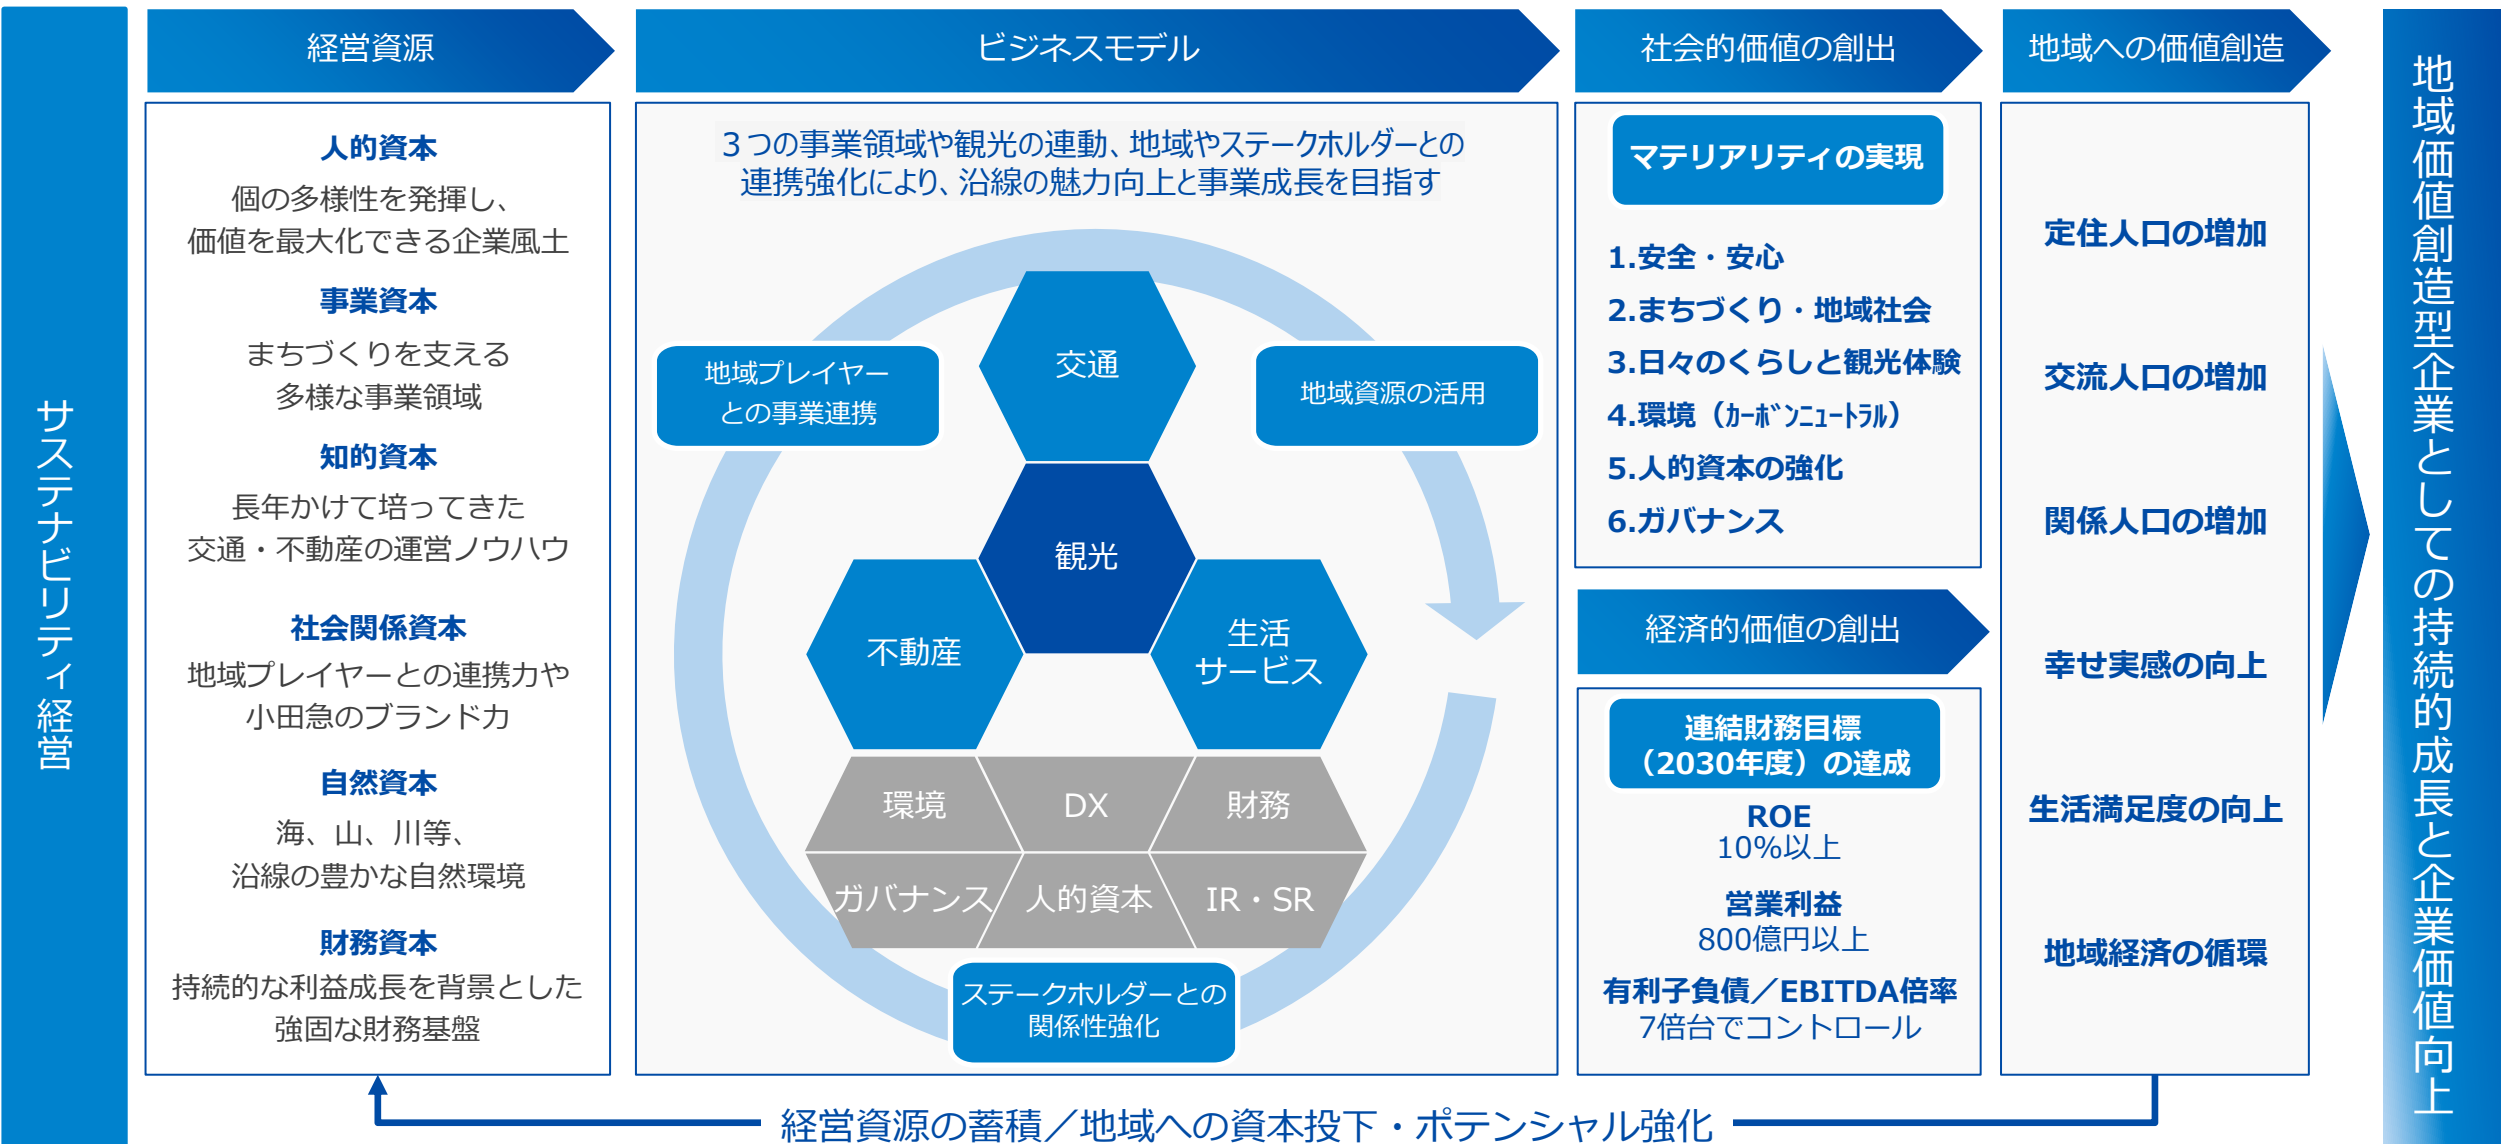 サステナビリティ経営
経営資源
人的資本
個の多様性を発揮し、
価値を最大化できる企業風土
事業資本
まちづくりを支える
多様な事業領域
知的資本
長年かけて培ってきた
交通・不動産の運営ノウハウ
社会関係資本
地域プレイヤーとの連携力や
小田急のブランド力
自然資本
海、山、川等、
沿線の豊かな自然環境
財務資本
持続的な利益成長を背景とした
強固な財務基盤
ビジネスモデル
３つの事業領域や観光の連動、地域やステークホルダーとの
連携強化により、沿線の魅力向上と事業成長を目指す
地域プレイヤー
との事業連携
交通
地域資源の活用
観光
不動産
生活
サービス
環境
DX
財務
ガバナンス
人的資本
IR・SR
ステークホルダーとの
関係性強化
社会的価値の創出
マテリアリティの実現
1.安全・安心
2.まちづくり・地域社会
3.日々のくらしと観光体験
4.環境（ｶｰﾎﾞﾝﾆｭｰﾄﾗﾙ）
5.人的資本の強化
6.ガバナンス
経済的価値の創出
連結財務目標
（2030年度）の達成
ROE
10%以上
営業利益
800億円以上
有利子負債／EBITDA倍率
7倍台でコントロール
地域への価値創造
定住人口の増加
交流人口の増加
関係人口の増加
幸せ実感の向上
生活満足度の向上
地域経済の循環
地域価値創造型企業としての持続的成長と企業価値向上
経営資源の蓄積／地域への資本投下・ポテンシャル強化